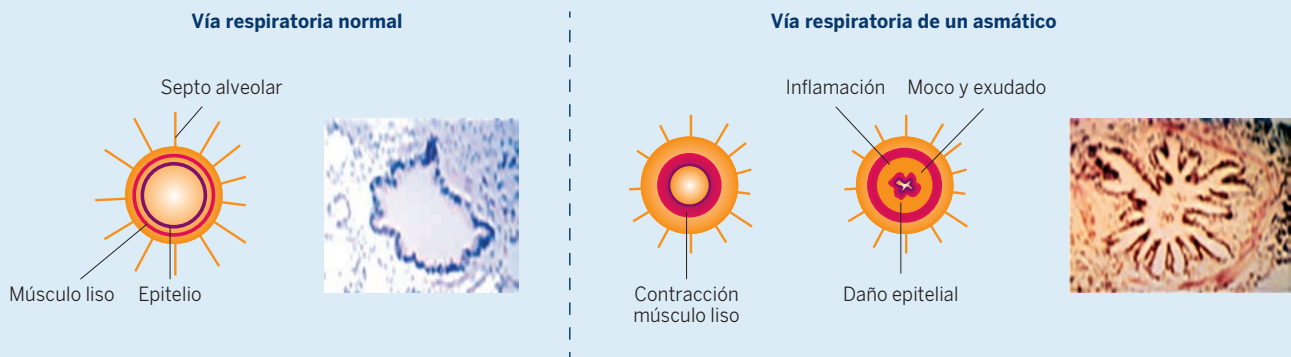 Vía respiratoria normal
Vía respiratoria de un asmático
Septo alveolar
Músculo liso
Epitelio
Inflamación
Moco y exudado
Contracción
músculo liso
Daño epitelial